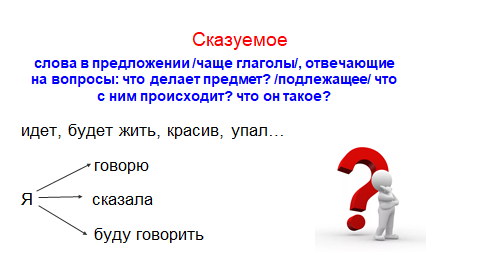 Сказуемое
слова в предложении /чаще глаголы/, отвечающие
на вопросы: что делает предмет? /подлежащее/ что
с ним происходит? что он такое?
идет, будет жить, красив, упал…
говорю
Я сказала
буду говорить